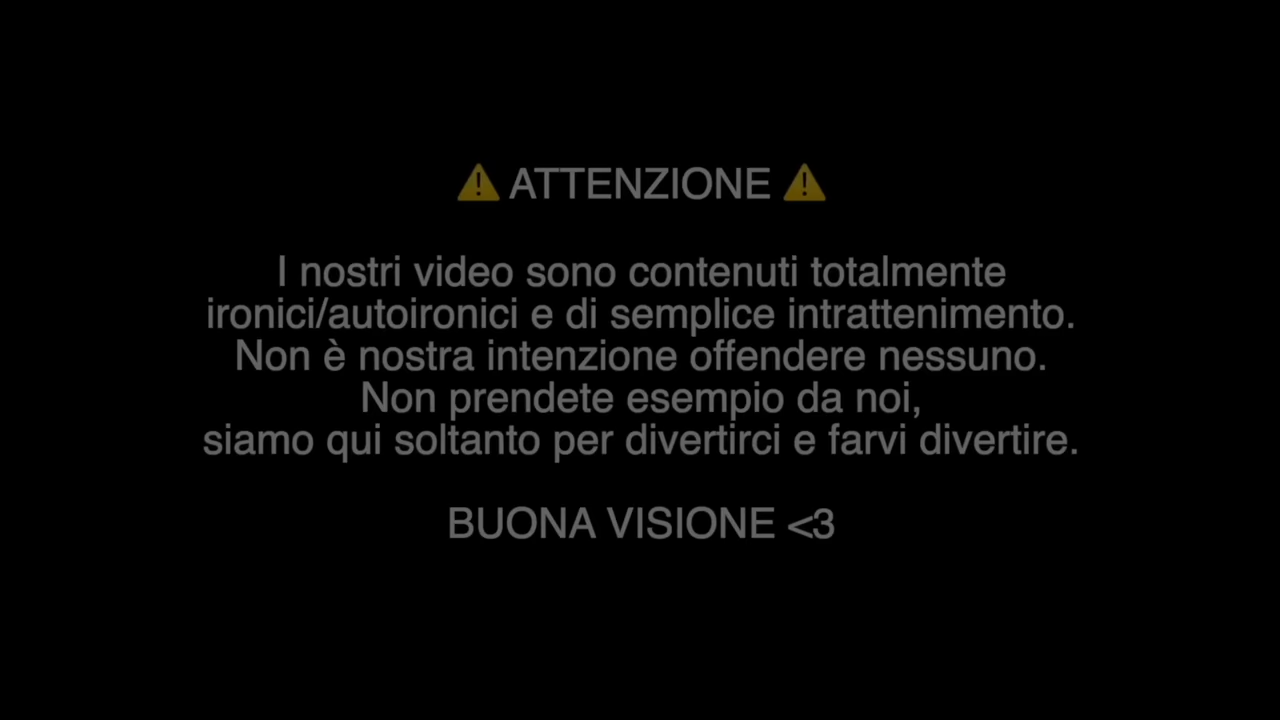 ⚠️ ATTENZIONE ⚠️
I nostri video sono contenuti totalmente
ironici/autoironici e di semplice intrattenimento.
Non è nostra intenzione offendere nessuno.
Non prendete esempio da noi,
siamo qui soltanto per divertirci e farvi divertire.
BUONA VISIONE <3